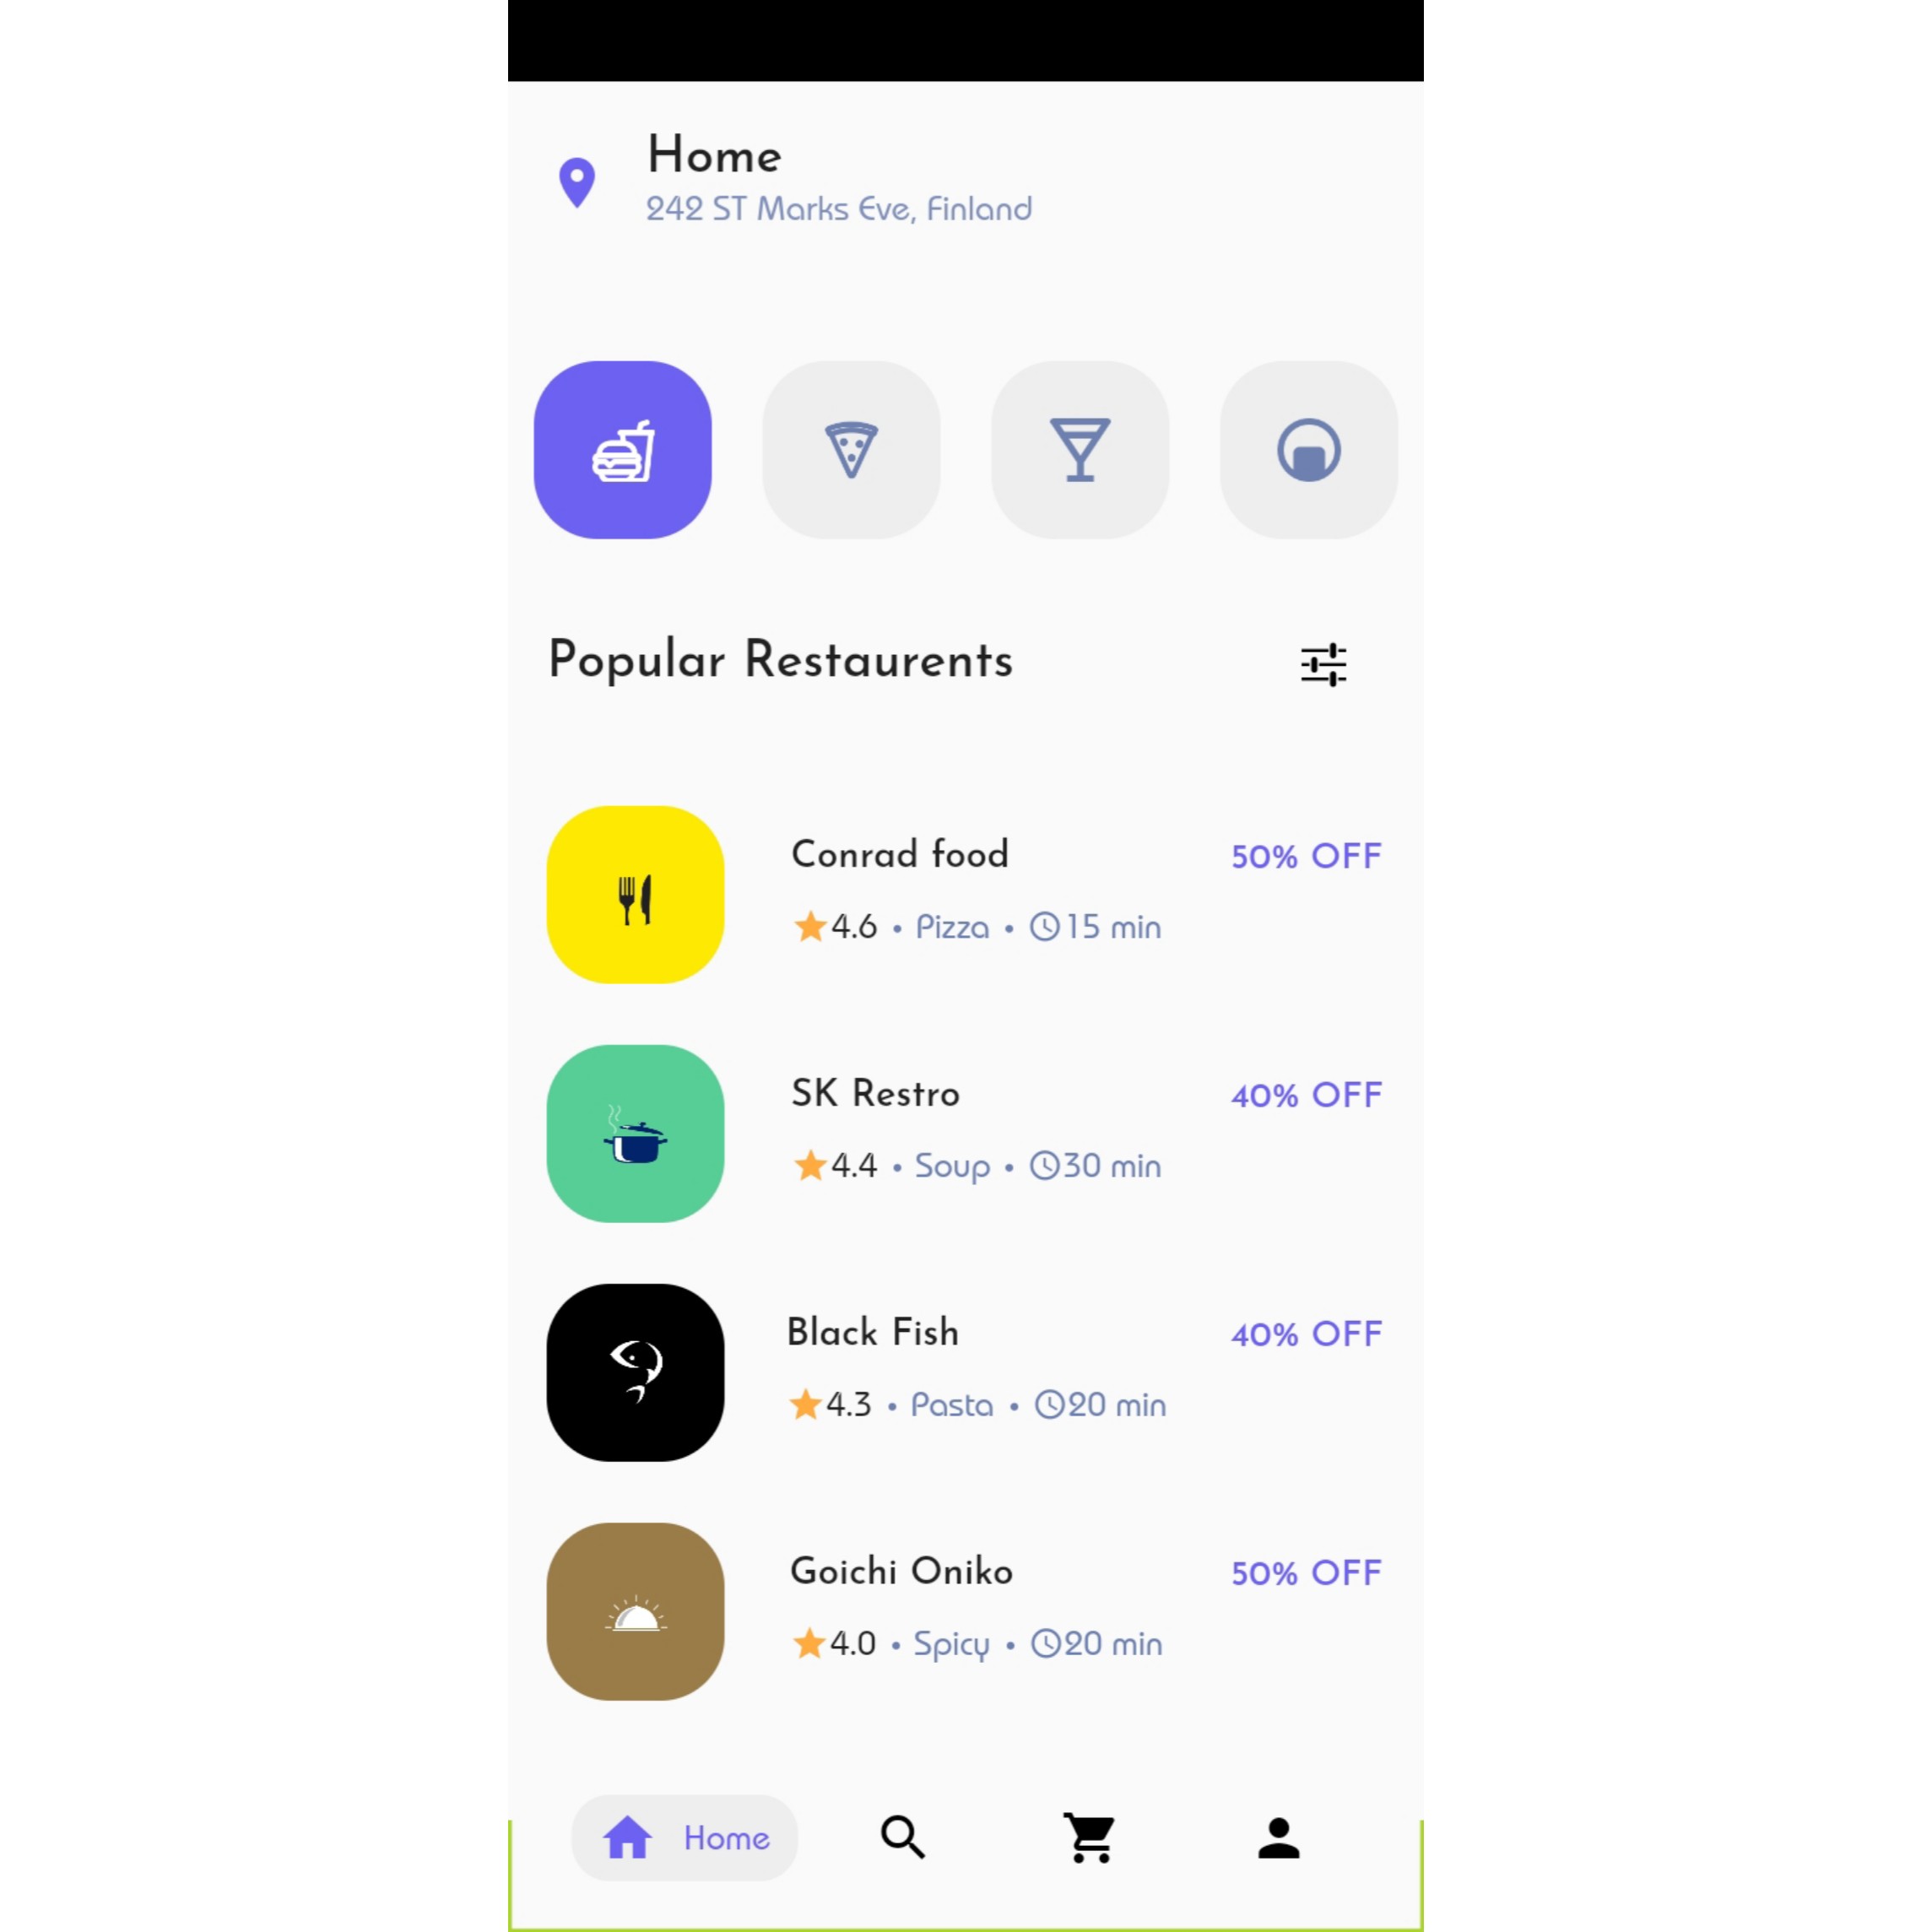 Home
242 ST Marks Eve, Finland
Popular Restaurents
Conrad food 50% OFF
4.6 • Pizza • 15 min
SK Restro 40% OFF
4.4 • Soup • 30 min
Black Fish 40% OFF
4.3 • Pasta • 20 min
Goichi Oniko 50% OFF
4.0 • Spicy • 20 min
Home